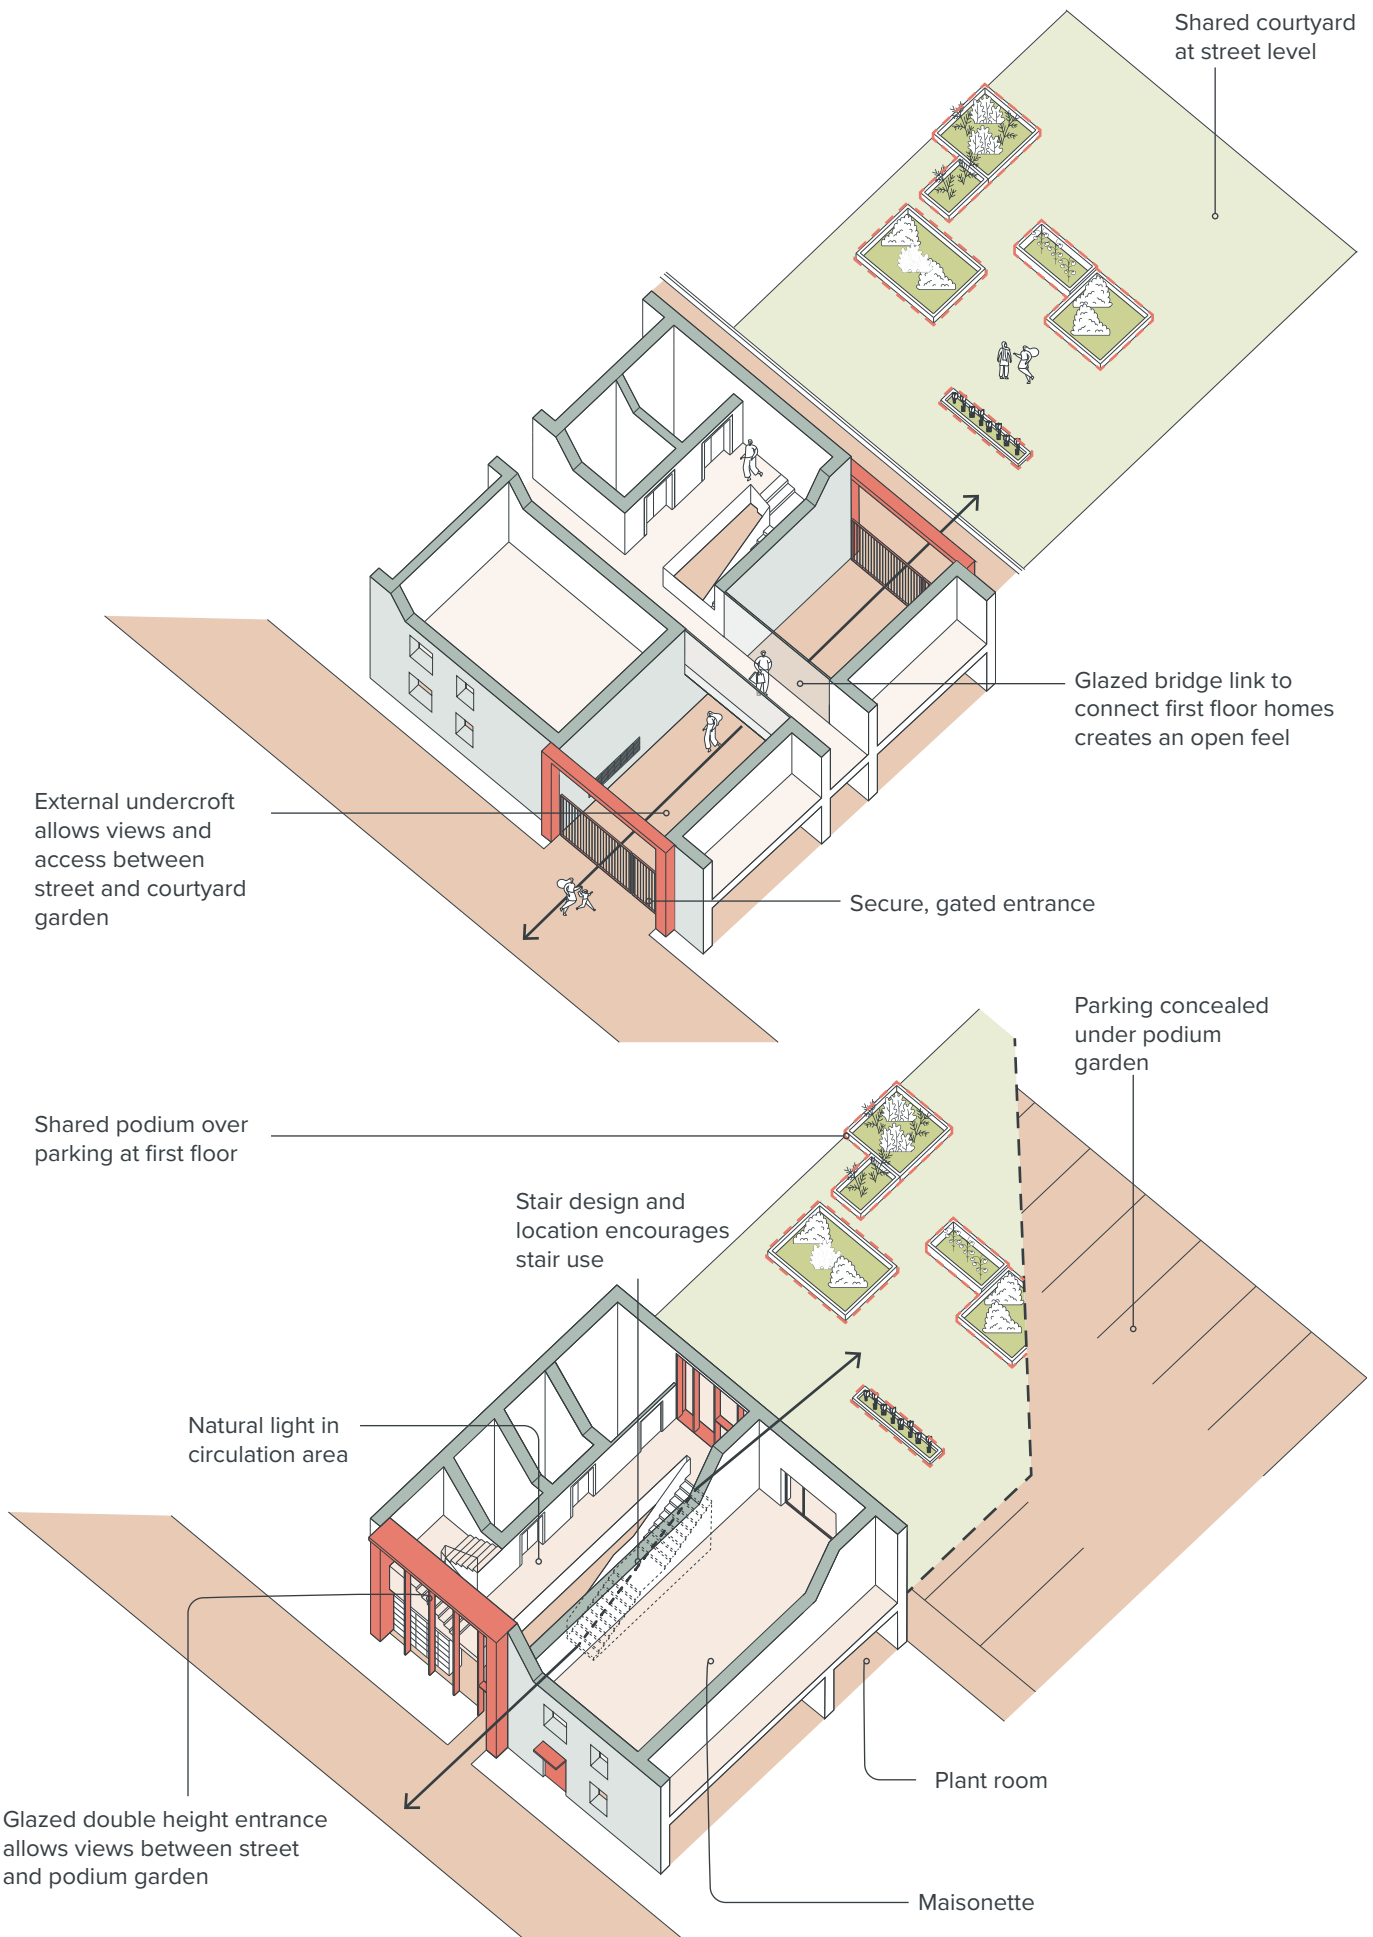 Shared courtyard
at street level
Glazed bridge link to
connect first floor homes
creates an open feel
External undercroft
allows views and
access between
street and courtyard
garden
Secure, gated entrance
Parking concealed
under podium
garden
Shared podium over
parking at first floor
Stair design and
location encourages
stair use
Natural light in
circulation area
Plant room
Glazed double height entrance
allows views between street
and podium garden
Maisonette